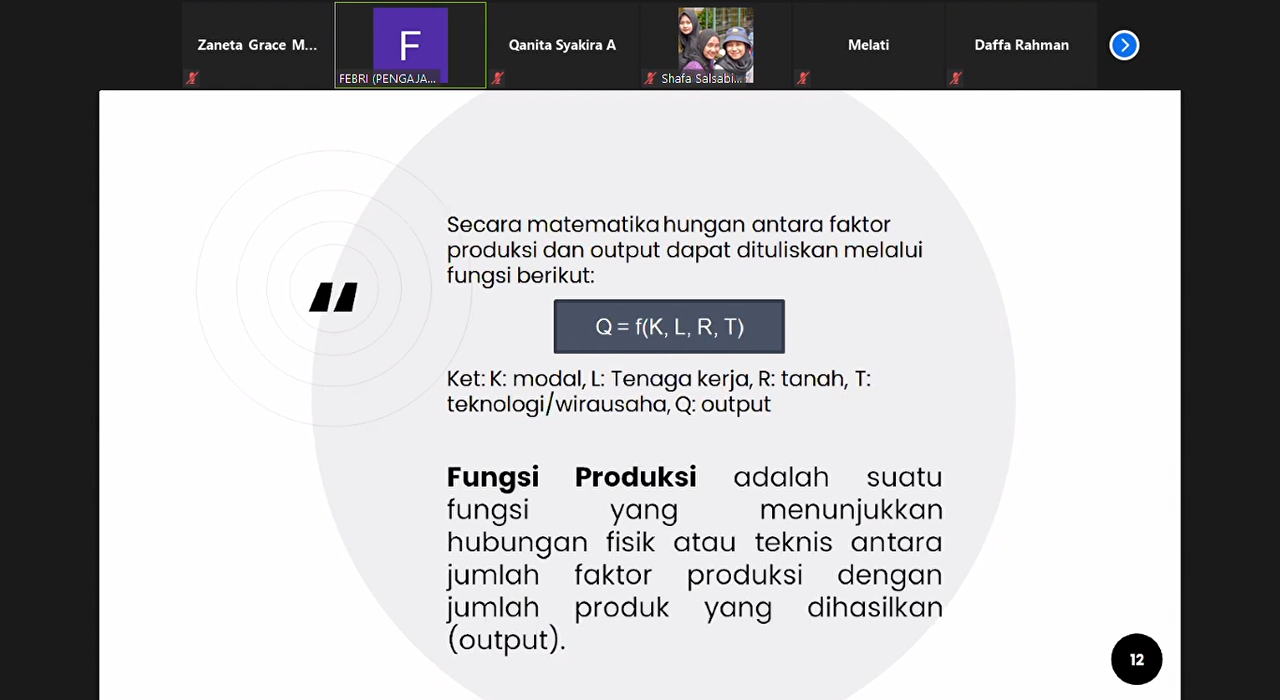 Zaneta Grace M...
F
FEBRI (PENGAJA...
Qanita Syakira A
Shafa Salsabi...
Melati
Daffa Rahman
Secara matematika hungan antara faktor
produksi dan output dapat dituliskan melalui
fungsi berikut:
Q = f(K, L, R, T)
Ket: K: modal, L: Tenaga kerja, R: tanah, T:
teknologi/wirausaha, Q: output
Fungsi Produksi adalah suatu
fungsi yang menunjukkan
hubungan fisik atau teknis antara
jumlah faktor produksi dengan
jumlah produk yang dihasilkan
(output).
12